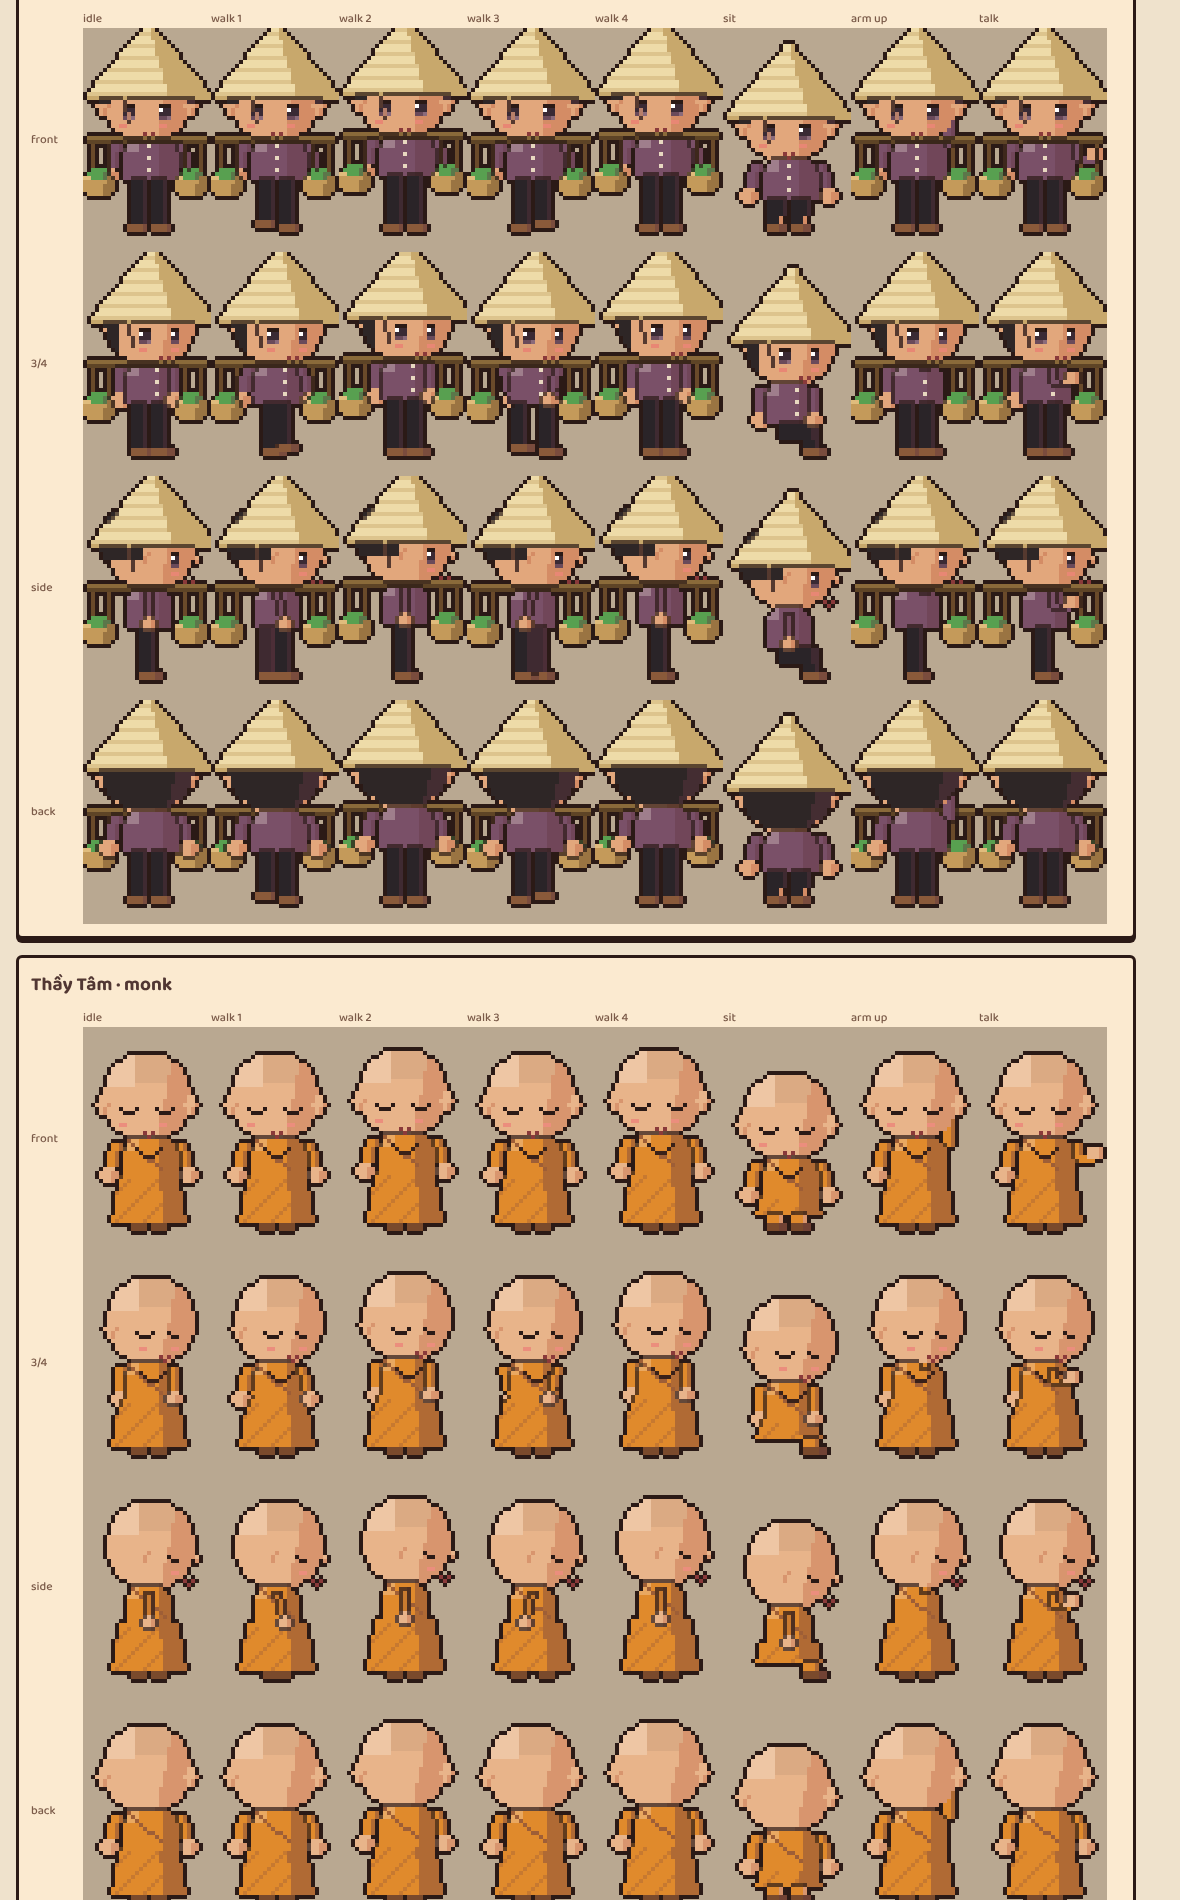 idle walk 1 walk 2 walk 3 walk 4 sit arm up talk
front
3/4
side
back
Thầy Tâm · monk
idle walk 1 walk 2 walk 3 walk 4 sit arm up talk
front
3/4
side
back